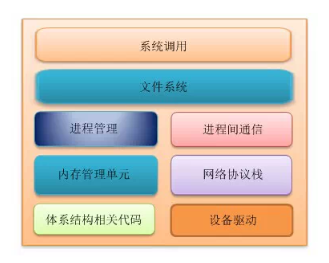 系统调用
文件系统
进程管理
进程间通信
内存管理单元
网络协议栈
体系结构相关代码
设备驱动